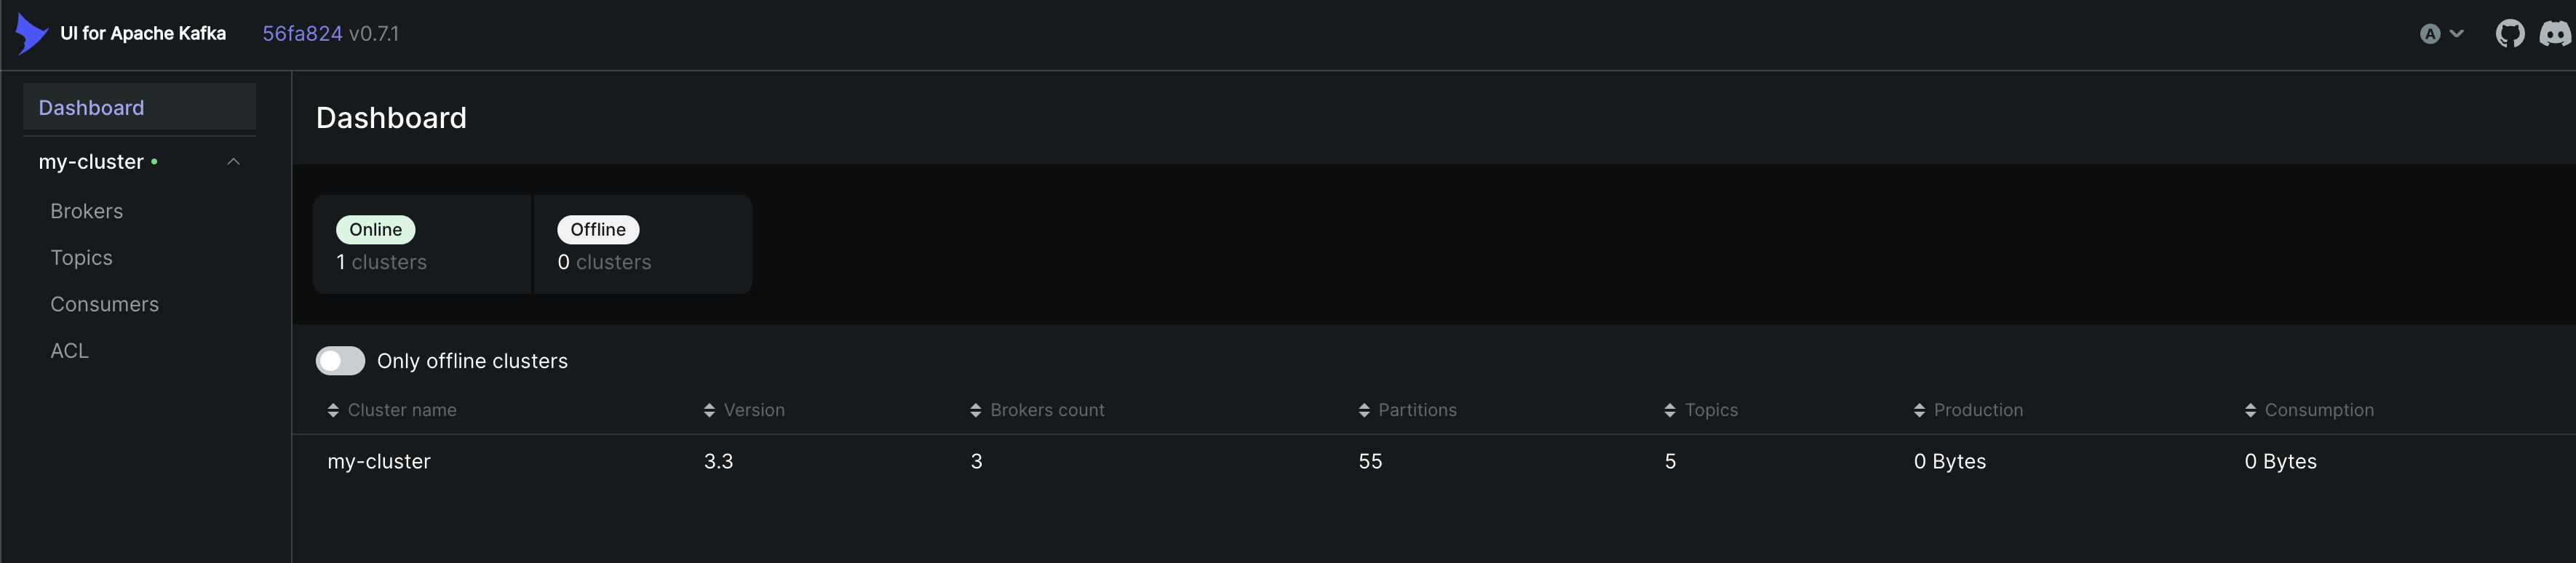 UI for Apache Kafka 56fa824 v0.7.1 A
Dashboard
my-cluster
Brokers
Topics
Consumers
ACL
Dashboard
Online Offline
1 clusters 0 clusters
Only offline clusters
Cluster name Version Brokers count Partitions Topics Production Consumption
my-cluster 3.3 3 55 5 0 Bytes 0 Bytes